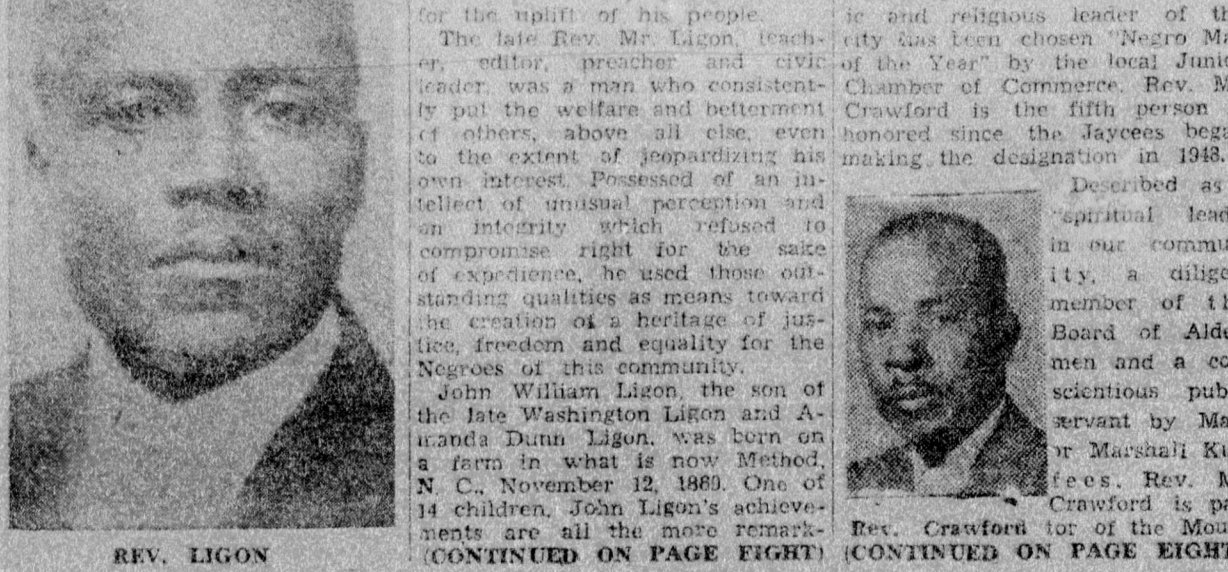 REV. LIGON
for the uplift of his people.
The late Rev. Mr. Ligon, teach-
er, editor, preacher and civic
leader, was a man who consistent-
ly put the welfare and betterment
of others, above all else, even
to the extent of jeopardizing his
own interest. Possessed of an in-
tellect of unusual perception and
an integrity which refused to
compromise right for the sake
of expedience, he used those out-
standing qualities as means toward
the creation of a heritage of jus-
tice, freedom and equality for the
Negroes of this community.
John William Ligon, the son of
the late Washington Ligon and A-
manda Dunn Ligon, was born on
a farm in what is now Method,
N. C., November 12, 1869. One of
14 children, John Ligon's achieve-
ments are all the more remark-
(CONTINUED ON PAGE EIGHT)
ic and religious leader of th
city has been chosen "Negro Ma
of the Year" by the local Junio
Chamber of Commerce. Rev. M
Crawford is the fifth person
honored since the Jaycees bega
making the designation in 1948.
Described as
"spiritual lead
in our commu
ity, a dilige
member of th
Board of Alde
men and a co
scientious pub
servant by Ma
or Marshall Ku
fees, Rev. M
Crawford is pa
Rev. Crawford tor of the Mou
(CONTINUED ON PAGE EIGHT